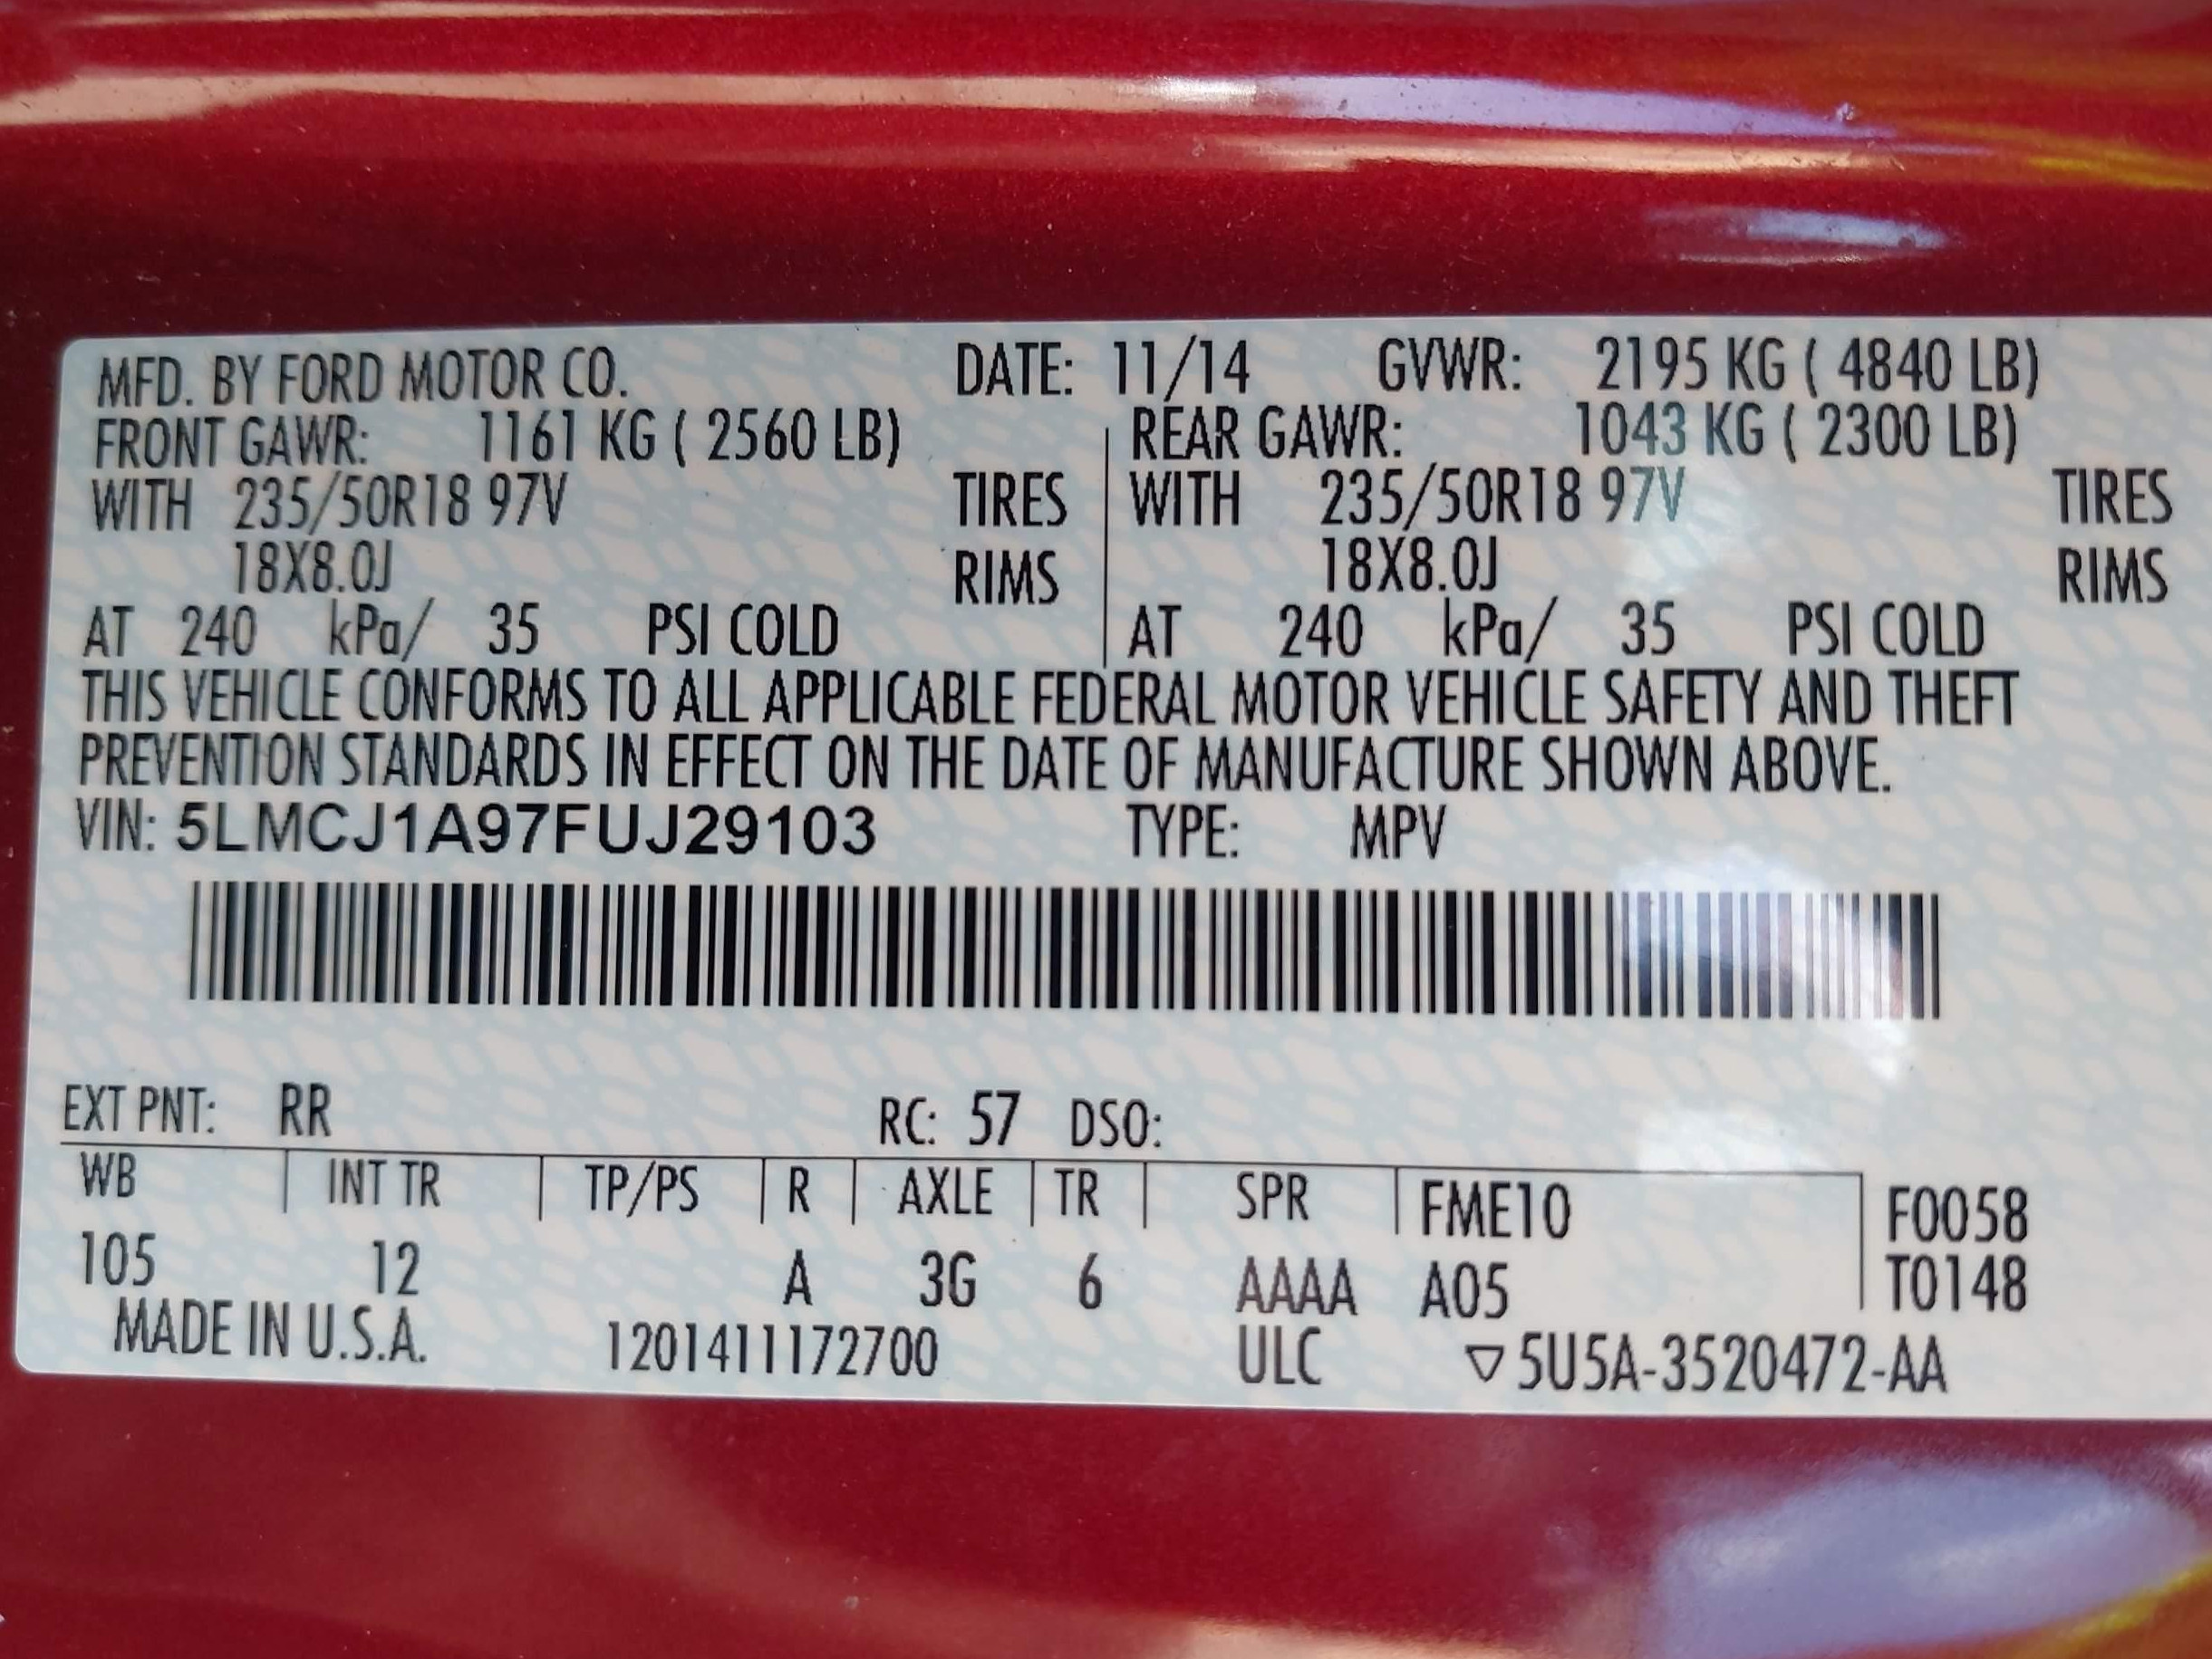 MFD. BY FORD MOTOR CO. DATE: 11/14 GVWR: 2195 KG ( 4840 LB)
FRONT GAWR: 1161 KG ( 2560 LB) REAR GAWR: 1043 KG ( 2300 LB)
WITH 235/50R18 97V TIRES WITH 235/50R18 97V TIRES
18X8.0J RIMS 18X8.0J RIMS
AT 240 kPa/ 35 PSI COLD AT 240 kPa/ 35 PSI COLD
THIS VEHICLE CONFORMS TO ALL APPLICABLE FEDERAL MOTOR VEHICLE SAFETY AND THEFT
PREVENTION STANDARDS IN EFFECT ON THE DATE OF MANUFACTURE SHOWN ABOVE.
VIN: 5LMCJ1A97FUJ29103 TYPE: MPV
EXT PNT: RR RC: 57 DSO:
WB INT TR TP/PS R AXLE TR SPR FME10 F0058
105 12 A 3G 6 AAAA A05 T0148
MADE IN U.S.A. 1201411172700 ULC ▽5U5A-3520472-AA